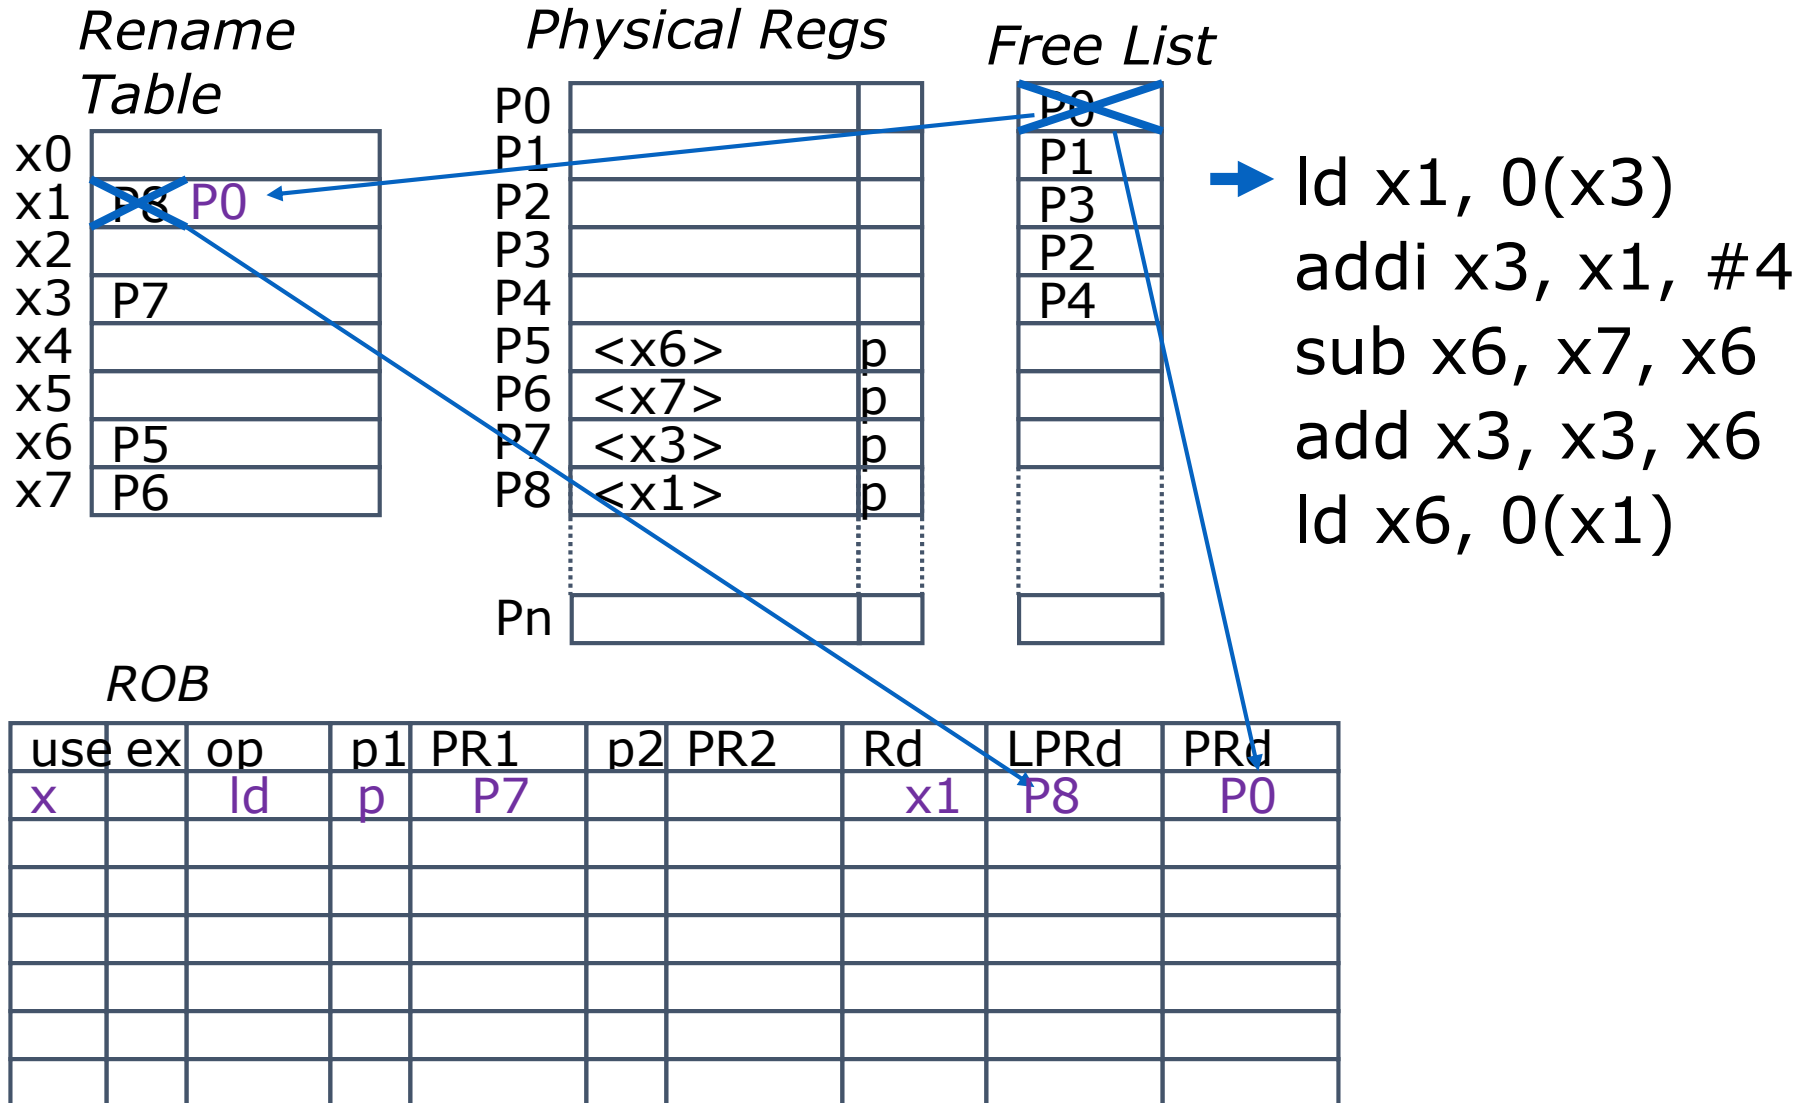 Rename
Table
x0
x1 P8 P0
x2
x3 P7
x4
x5
x6 P5
x7 P6
Physical Regs
P0
P1
P2
P3
P4
P5 <x6> p
P6 <x7> p
P7 <x3> p
P8 <x1> p
Pn
Free List
P0
P1
P3
P2
P4
ld x1, 0(x3)
addi x3, x1, #4
sub x6, x7, x6
add x3, x3, x6
ld x6, 0(x1)
ROB
use ex op p1 PR1 p2 PR2 Rd LPRd PRd
x ld p P7 x1 P8 P0